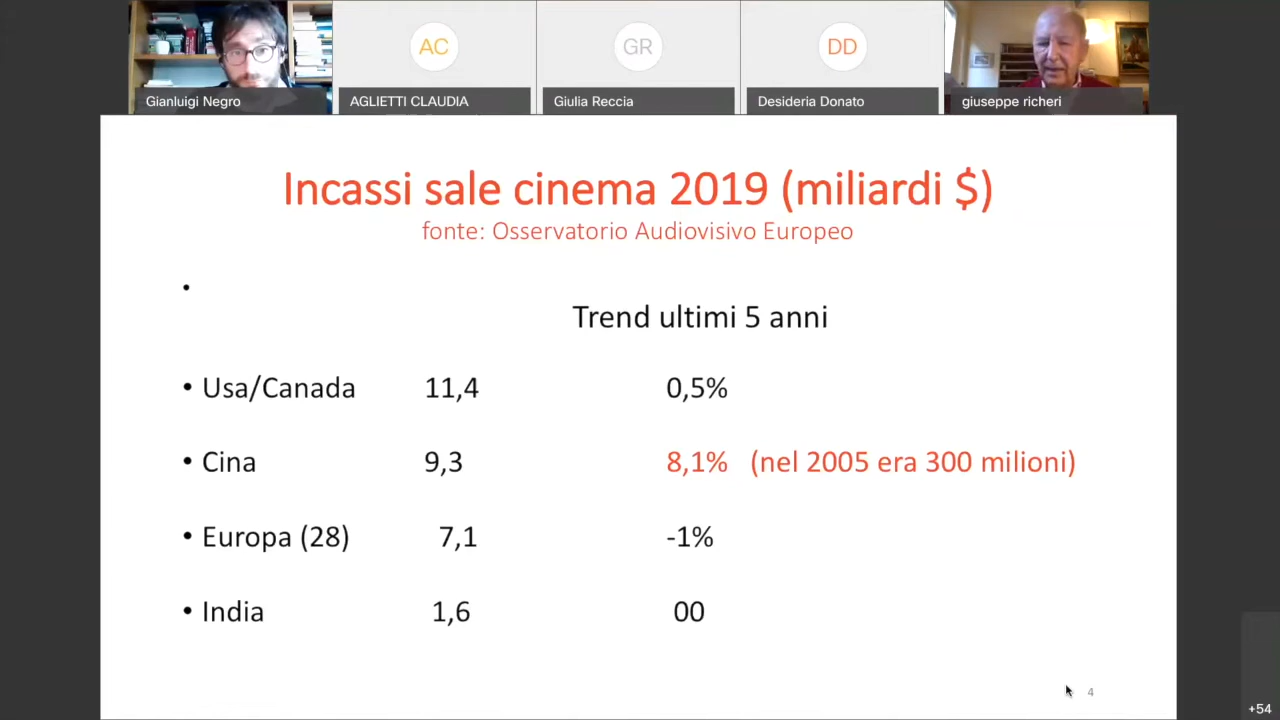 AC
GR
DD
Gianluigi Negro
AGLIETTI CLAUDIA
Giulia Reccia
Desideria Donato
giuseppe richeri
Incassi sale cinema 2019 (miliardi $)
fonte: Osservatorio Audiovisivo Europeo
•
Trend ultimi 5 anni
• Usa/Canada 11,4 0,5%
• Cina 9,3 8,1% (nel 2005 era 300 milioni)
• Europa (28) 7,1 -1%
• India 1,6 00
4
+54